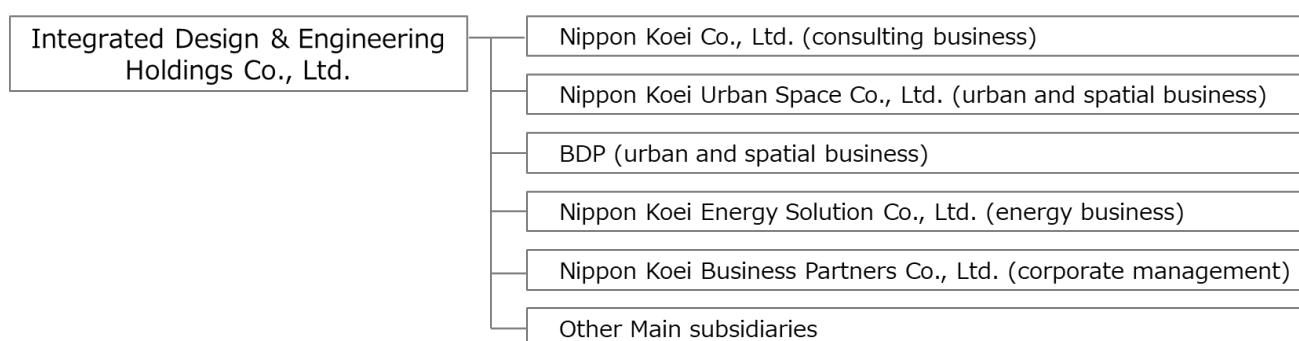 Integrated Design & Engineering
Holdings Co., Ltd.
Nippon Koei Co., Ltd. (consulting business)
Nippon Koei Urban Space Co., Ltd. (urban and spatial business)
BDP (urban and spatial business)
Nippon Koei Energy Solution Co., Ltd. (energy business)
Nippon Koei Business Partners Co., Ltd. (corporate management)
Other Main subsidiaries